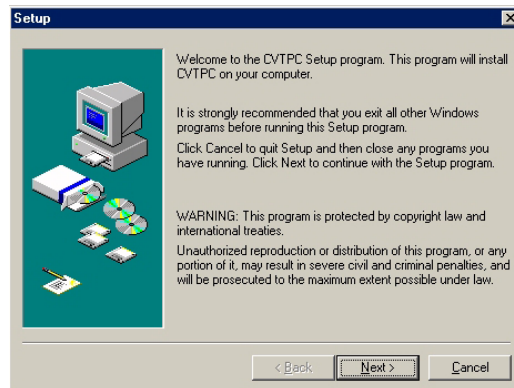 Setup
Welcome to the CVTPC Setup program. This program will install
CVTPC on your computer.
It is strongly recommended that you exit all other Windows
programs before running this Setup program.
Click Cancel to quit Setup and then close any programs you
have running. Click Next to continue with the Setup program.
WARNING: This program is protected by copyright law and
international treaties.
Unauthorized reproduction or distribution of this program, or any
portion of it, may result in severe civil and criminal penalties, and
will be prosecuted to the maximum extent possible under law.
< Back
Next >
Cancel